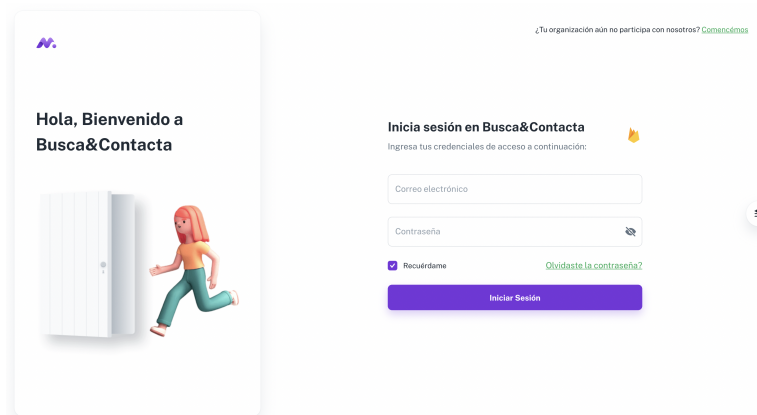 ¿Tu organización aún no participa con nosotros? Comencémos
Hola, Bienvenido a
Busca&Contacta
Inicia sesión en Busca&Contacta
Ingresa tus credenciales de acceso a continuación:
Correo electrónico
Contraseña
Recuérdame
Olvidaste la contraseña?
Iniciar Sesión